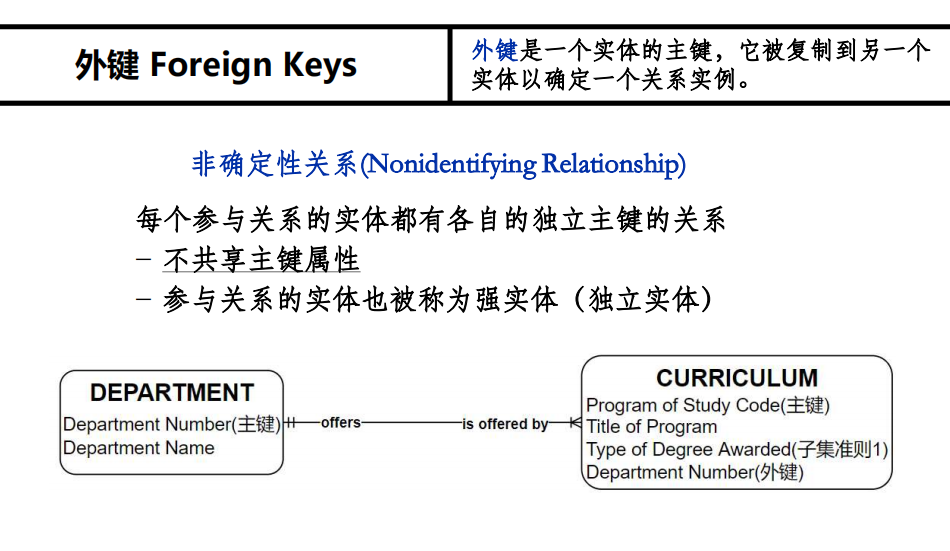 外键 Foreign Keys
外键是一个实体的主键，它被复制到另一个
实体以确定一个关系实例。
非确定性关系(Nonidentifying Relationship)
每个参与关系的实体都有各自的独立主键的关系
– 不共享主键属性
– 参与关系的实体也被称为强实体（独立实体）
DEPARTMENT
Department Number(主键)
Department Name
offers
is offered by
CURRICULUM
Program of Study Code(主键)
Title of Program
Type of Degree Awarded(子集准则1)
Department Number(外键)